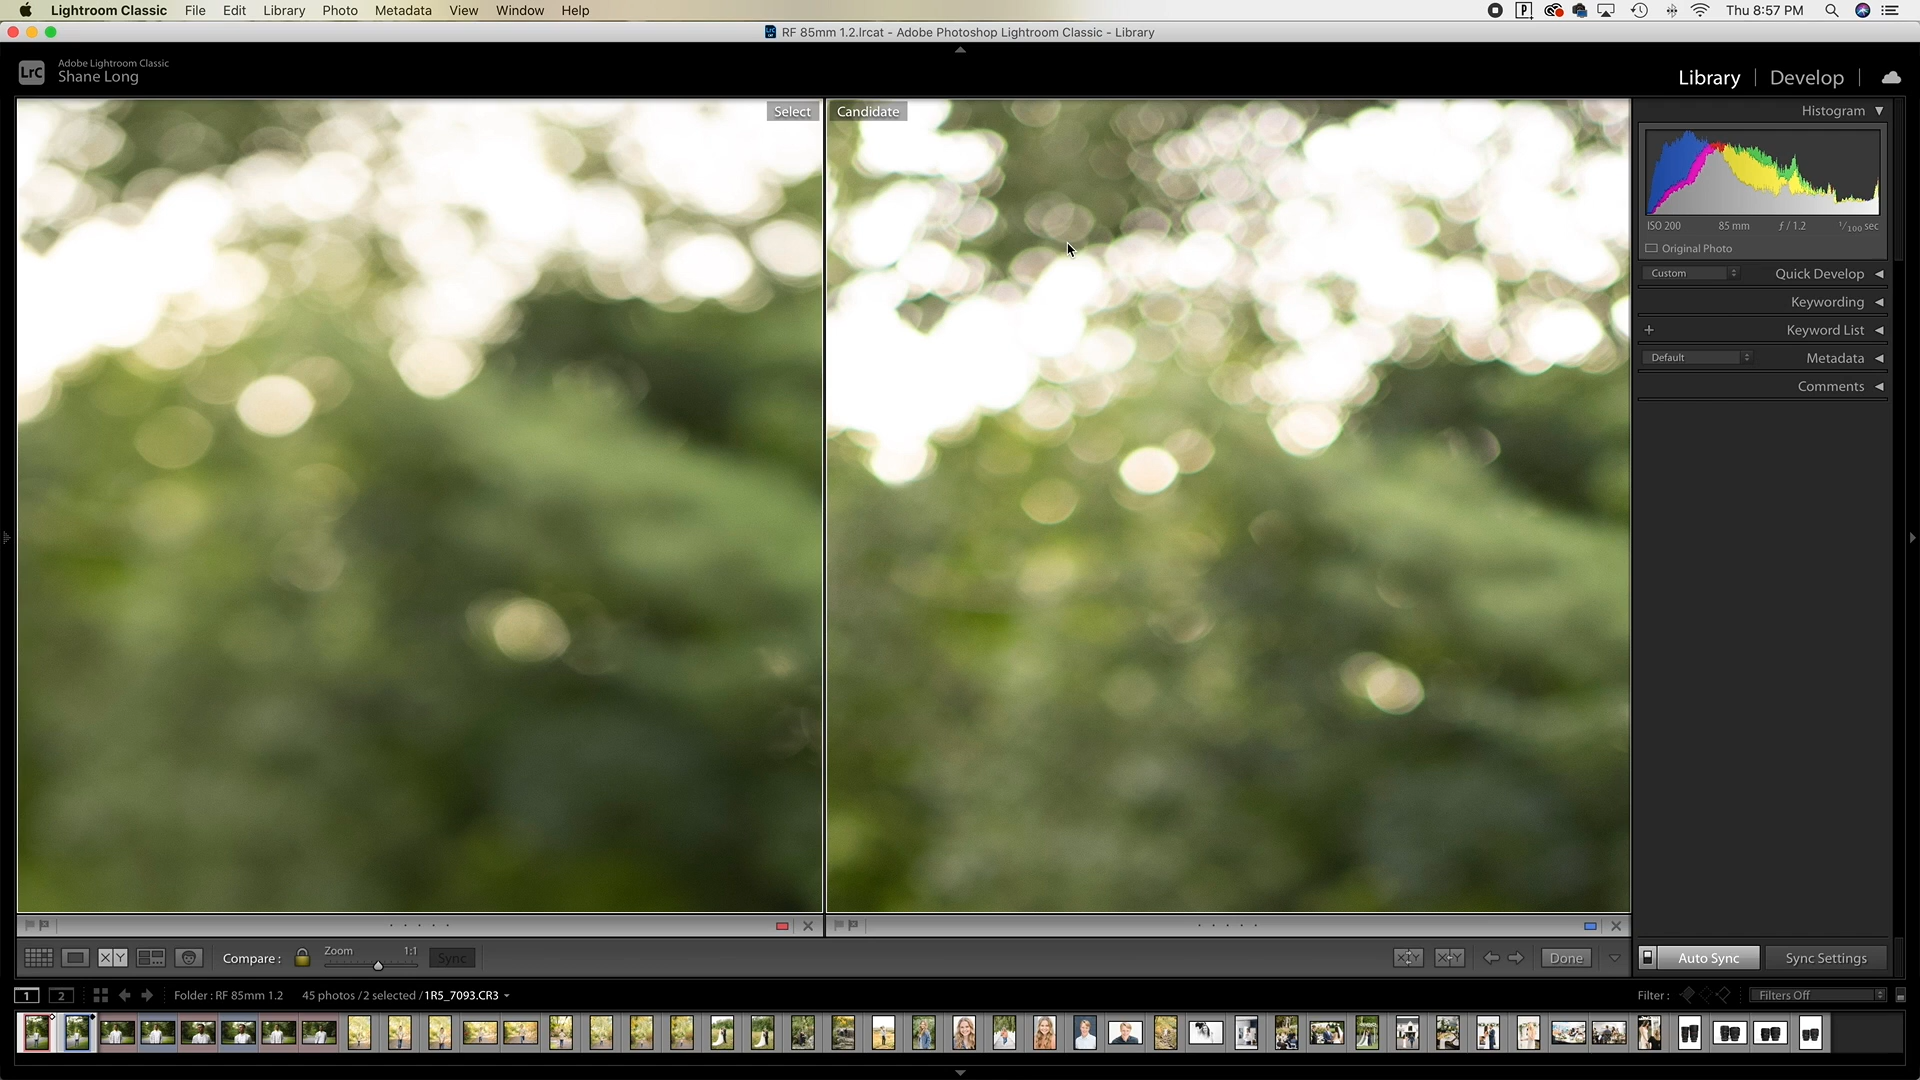 Lightroom Classic File Edit Library Photo Metadata View Window Help Thu 8:57 PM
RF 85mm 1.2.lrcat - Adobe Photoshop Lightroom Classic - Library
LrC Adobe Lightroom Classic
Shane Long
Library | Develop |
Select
Candidate
Histogram
ISO 200 85 mm ƒ / 1.2 1/100 sec
Original Photo
Custom Quick Develop
Keywording
+ Keyword List
Default Metadata
Comments
Compare : Zoom 1:1 Sync
X Y
Done
Auto Sync Sync Settings
1 2 Folder : RF 85mm 1.2 45 photos / 2 selected / 1R5_7093.CR3
Filter : Filters Off